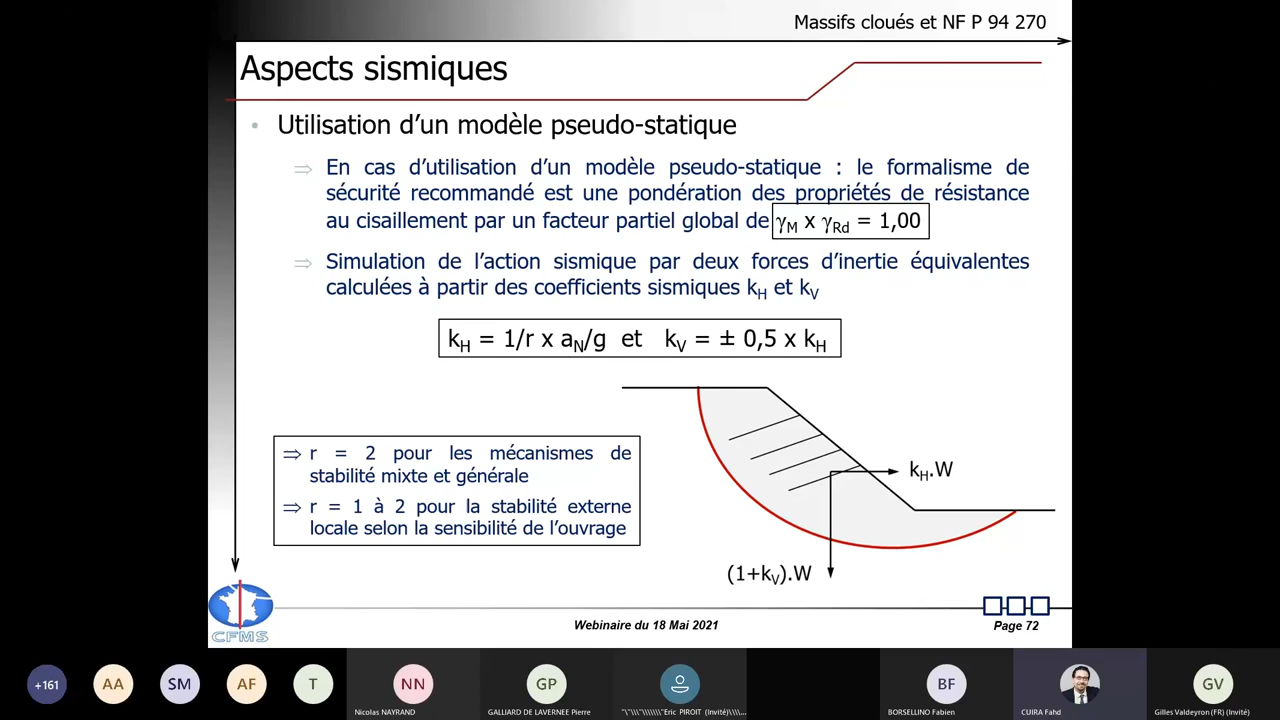 Massifs cloués et NF P 94 270
Aspects sismiques
• Utilisation d’un modèle pseudo-statique
⇒ En cas d’utilisation d’un modèle pseudo-statique : le formalisme de
sécurité recommandé est une pondération des propriétés de résistance
au cisaillement par un facteur partiel global de γM x γRd = 1,00
⇒ Simulation de l’action sismique par deux forces d’inertie équivalentes
calculées à partir des coefficients sismiques kH et kV
kH = 1/r x aN/g et kV = ± 0,5 x kH
⇒ r = 2 pour les mécanismes de
stabilité mixte et générale
⇒ r = 1 à 2 pour la stabilité externe
locale selon la sensibilité de l’ouvrage
kH.W
(1+kV).W
CFMS
Webinaire du 18 Mai 2021
Page 72
+161
AA
SM
AF
T
NN
Nicolas NAYRAND
GP
GALLIARD DE LAVERNEE Pierre
"\"\\\"\\\\\\\"Eric PIROIT (Invité)\\\\...
BF
BORSELLINO Fabien
CUIRA Fahd
GV
Gilles Valdeyron (FR) (Invité)